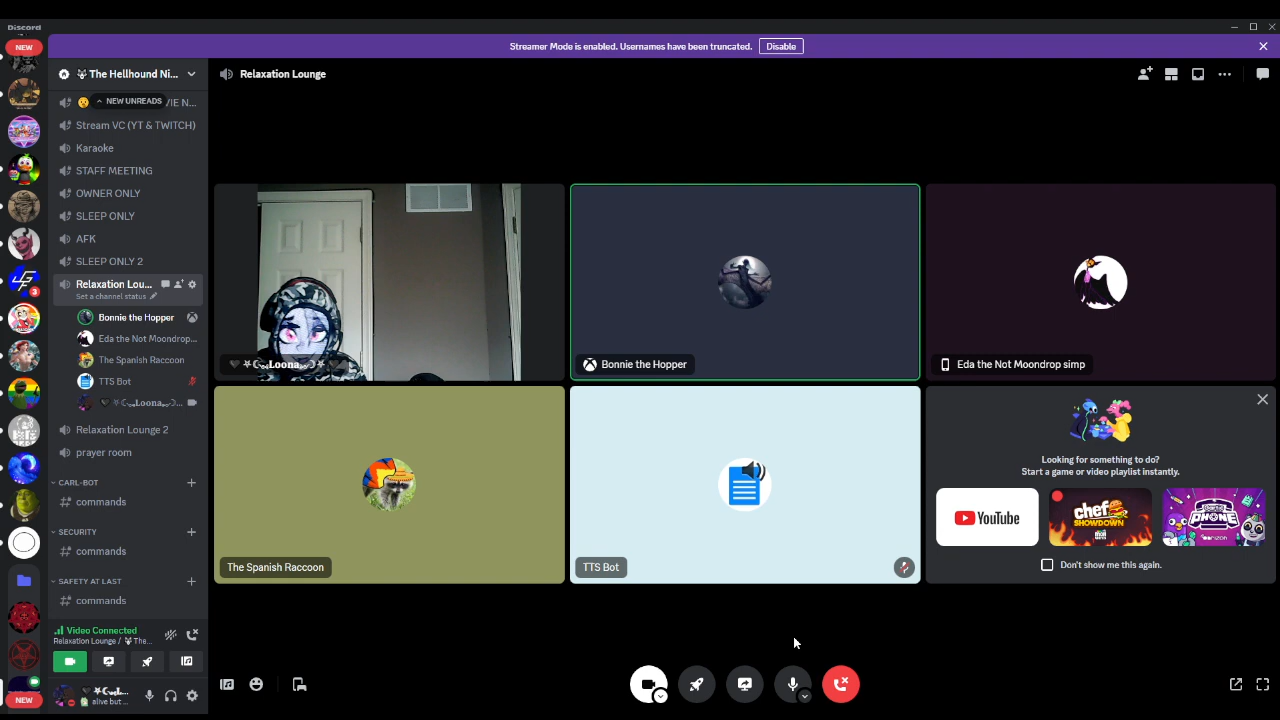 Discord
NEW
Streamer Mode is enabled. Usernames have been truncated.
Disable
The Hellhound Ni...
Relaxation Lounge
NEW UNREADS
IE N...
Stream VC (YT & TWITCH)
Karaoke
STAFF MEETING
OWNER ONLY
SLEEP ONLY
AFK
SLEEP ONLY 2
Relaxation Lou...
Set a channel status
Bonnie the Hopper
Eda the Not Moondrop...
The Spanish Raccoon
TTS Bot
Loona
Relaxation Lounge 2
prayer room
CARL-BOT
# commands
SECURITY
# commands
SAFETY AT LAST
# commands
Video Connected
Relaxation Lounge / The...
alive but ...
NEW
3
Loona
Bonnie the Hopper
Eda the Not Moondrop simp
The Spanish Raccoon
TTS Bot
Looking for something to do?
Start a game or video playlist instantly.
YouTube
chef
SHOWDOWN
PHONE
Don't show me this again.